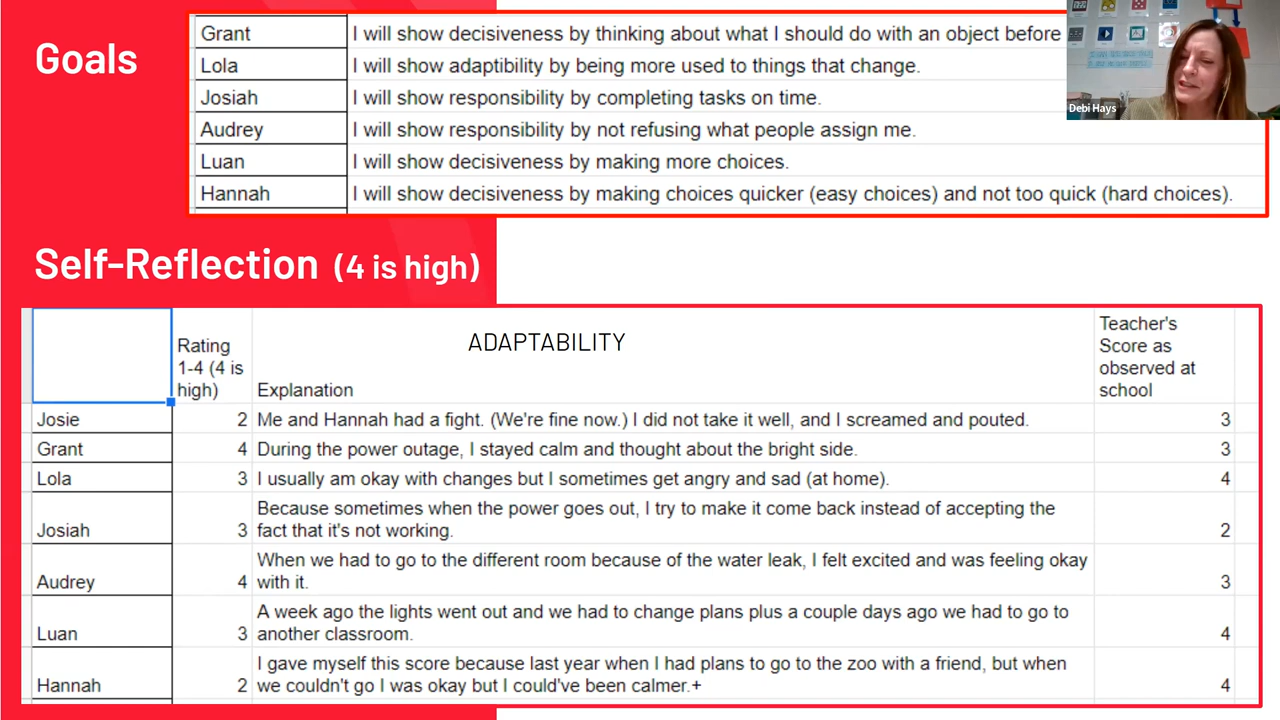 Goals
Grant I will show decisiveness by thinking about what I should do with an object before
Lola I will show adaptibility by being more used to things that change.
Josiah I will show responsibility by completing tasks on time.
Audrey I will show responsibility by not refusing what people assign me.
Luan I will show decisiveness by making more choices.
Hannah I will show decisiveness by making choices quicker (easy choices) and not too quick (hard choices).
Debi Hays
Self-Reflection (4 is high)
Rating
1-4 (4 is
high)
ADAPTABILITY
Explanation
Teacher's
Score as
observed at
school
Josie 2 Me and Hannah had a fight. (We're fine now.) I did not take it well, and I screamed and pouted. 3
Grant 4 During the power outage, I stayed calm and thought about the bright side. 3
Lola 3 I usually am okay with changes but I sometimes get angry and sad (at home). 4
Because sometimes when the power goes out, I try to make it come back instead of accepting the
Josiah 3 fact that it's not working. 2
When we had to go to the different room because of the water leak, I felt excited and was feeling okay
Audrey 4 with it. 3
A week ago the lights went out and we had to change plans plus a couple days ago we had to go to
Luan 3 another classroom. 4
I gave myself this score because last year when I had plans to go to the zoo with a friend, but when
Hannah 2 we couldn't go I was okay but I could've been calmer.+ 4